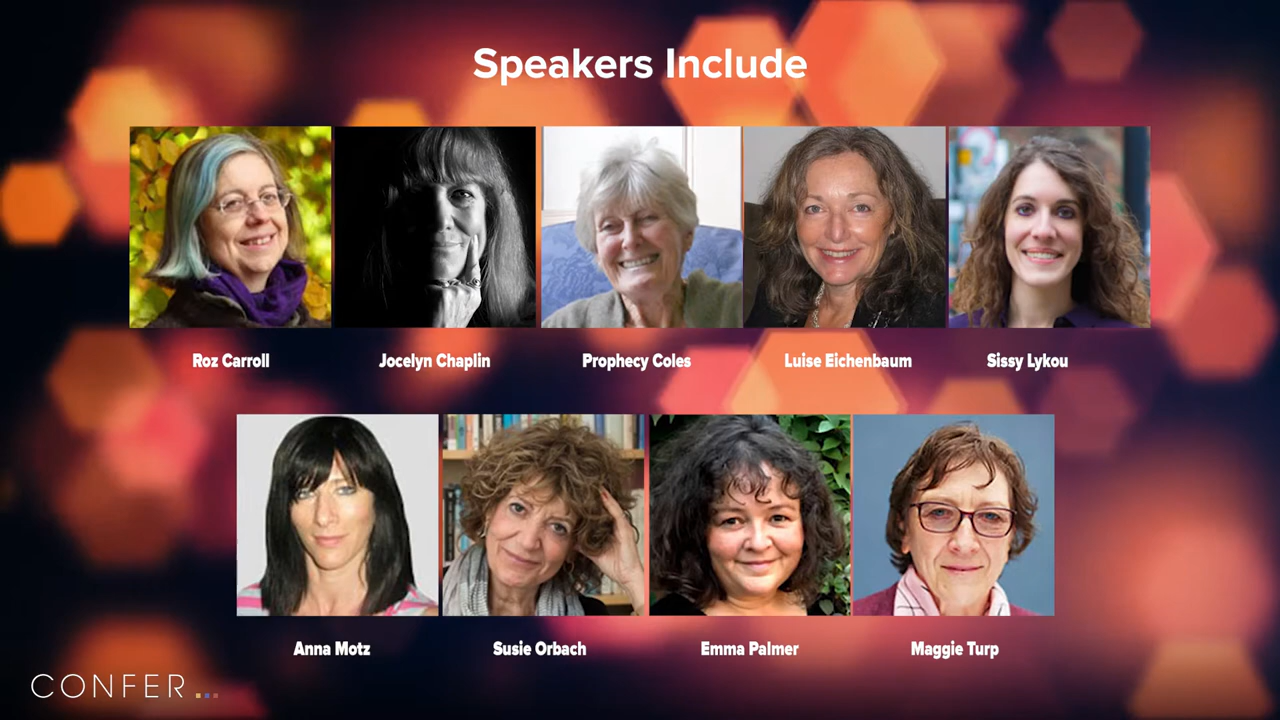 Speakers Include
Roz Carroll
Jocelyn Chaplin
Prophecy Coles
Luise Eichenbaum
Sissy Lykou
Anna Motz
Susie Orbach
Emma Palmer
Maggie Turp
CONFER...